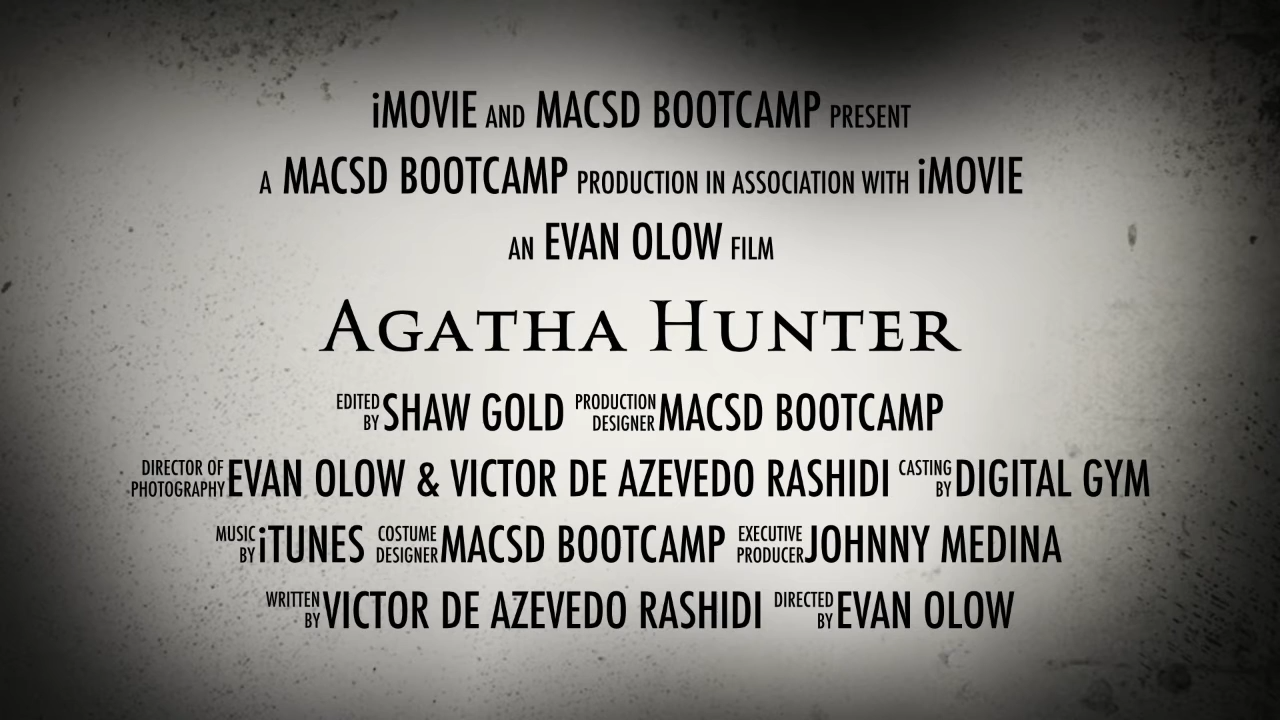 iMOVIE AND MACSD BOOTCAMP PRESENT
A MACSD BOOTCAMP PRODUCTION IN ASSOCIATION WITH iMOVIE
AN EVAN OLOW FILM
AGATHA HUNTER
EDITED BY SHAW GOLD PRODUCTION DESIGNER MACSD BOOTCAMP
DIRECTOR OF PHOTOGRAPHY EVAN OLOW & VICTOR DE AZEVEDO RASHIDI CASTING BY DIGITAL GYM
MUSIC BY iTUNES COSTUME DESIGNER MACSD BOOTCAMP EXECUTIVE PRODUCER JOHNNY MEDINA
WRITTEN BY VICTOR DE AZEVEDO RASHIDI DIRECTED BY EVAN OLOW